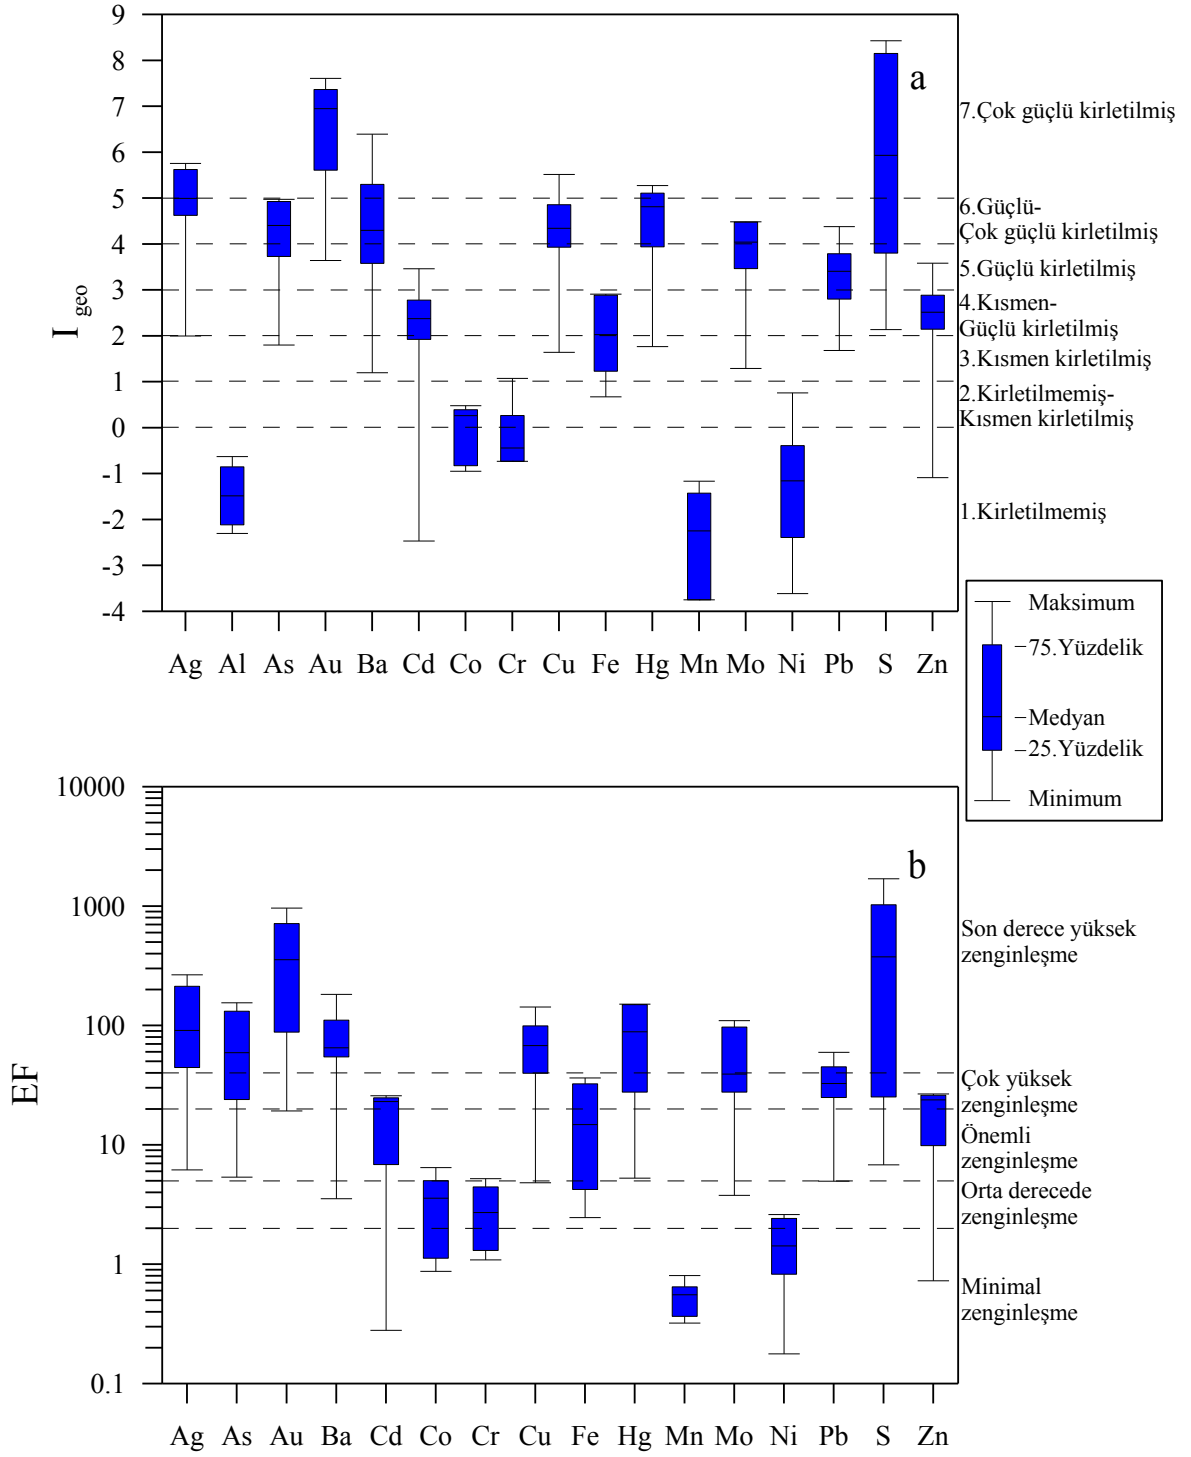 9
8
7
6
5
4
3
2
1
0
-1
-2
-3
-4
I geo
a
7.Çok güçlü kirletilmiş
6.Güçlü-
Çok güçlü kirletilmiş
5.Güçlü kirletilmiş
4.Kısmen-
Güçlü kirletilmiş
3.Kısmen kirletilmiş
2.Kirletilmemiş-
Kısmen kirletilmiş
1.Kirletilmemiş
Ag Al As Au Ba Cd Co Cr Cu Fe Hg Mn Mo Ni Pb S Zn
Maksimum
75.Yüzdelik
Medyan
25.Yüzdelik
Minimum
10000
1000
100
10
1
0.1
EF
b
Son derece yüksek
zenginleşme
Çok yüksek
zenginleşme
Önemli
zenginleşme
Orta derecede
zenginleşme
Minimal
zenginleşme
Ag As Au Ba Cd Co Cr Cu Fe Hg Mn Mo Ni Pb S Zn